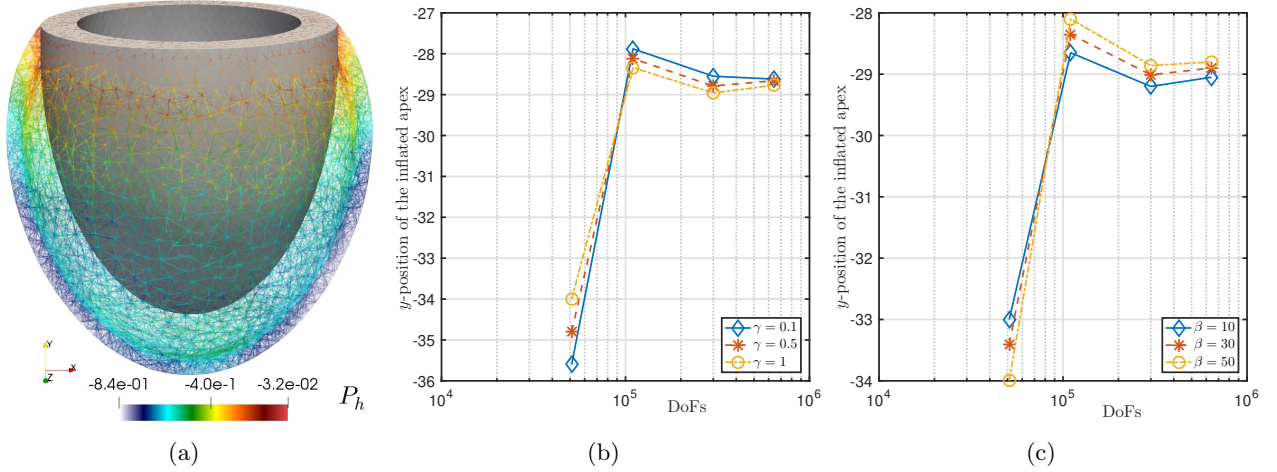 Y
X
Z
-8.4e-01 -4.0e-1 -3.2e-02
P_h
(a)
y-position of the inflated apex
-26
-27
-28
-29
-30
-31
-32
-33
-34
-35
-36
10^4 10^5 10^6
DoFs
γ = 0.1
γ = 0.5
γ = 1
(b)
y-position of the inflated apex
-28
-29
-30
-31
-32
-33
-34
10^4 10^5 10^6
DoFs
β = 10
β = 30
β = 50
(c)